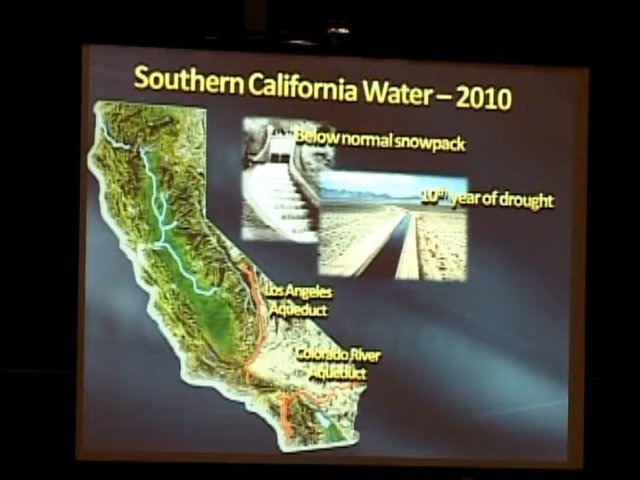 Southern California Water – 2010
Below normal snowpack
10th year of drought
Los Angeles
Aqueduct
Colorado River
Aqueduct